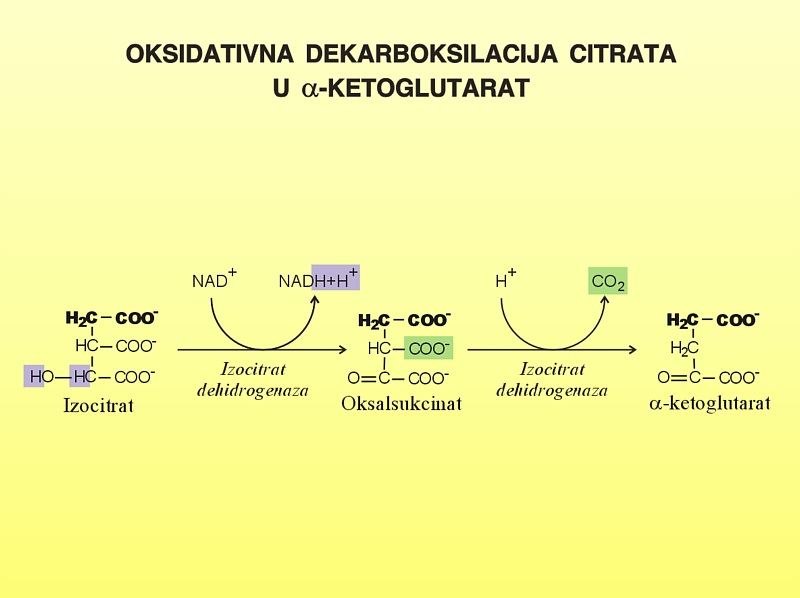 OKSIDATIVNA DEKARBOKSILACIJA CITRATA
U α-KETOGLUTARAT
NAD⁺
NADH+H⁺
H⁺
CO₂
H₂C – COO⁻
HC – COO⁻
HO – HC – COO⁻
Izocitrat
Izocitrat
dehidrogenaza
H₂C – COO⁻
HC – COO⁻
O=C – COO⁻
Oksalsukcinat
Izocitrat
dehidrogenaza
H₂C – COO⁻
H₂C
O=C – COO⁻
α-ketoglutarat